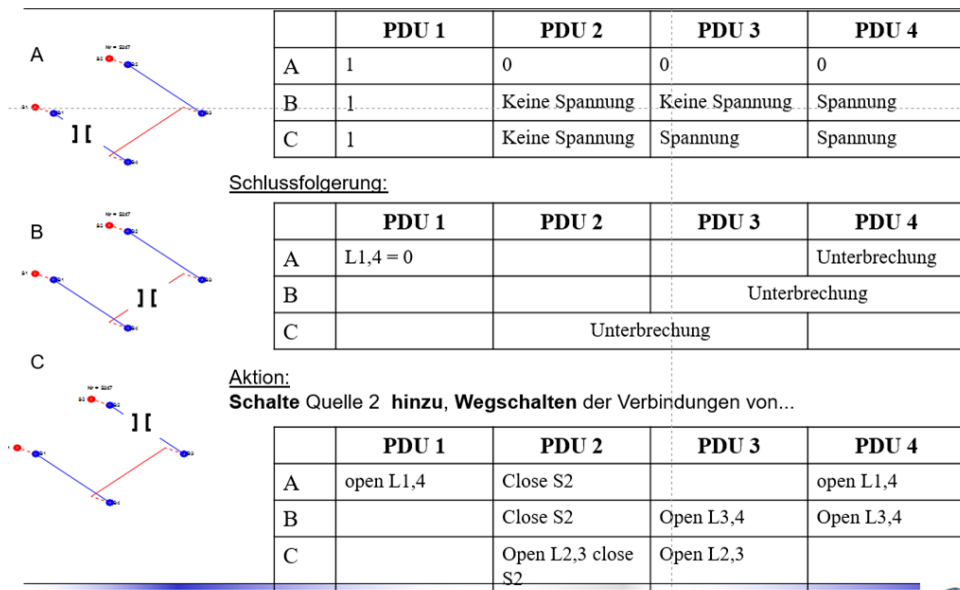 PDU 1 PDU 2 PDU 3 PDU 4
A 1 0 0 0
B 1 Keine Spannung Keine Spannung Spannung
C 1 Keine Spannung Spannung Spannung
A
] [
Schlussfolgerung:
PDU 1 PDU 2 PDU 3 PDU 4
A L1,4 = 0 Unterbrechung
B Unterbrechung
C Unterbrechung
B
] [
C
] [
Aktion:
Schalte Quelle 2 hinzu, Wegschalten der Verbindungen von...
PDU 1 PDU 2 PDU 3 PDU 4
A open L1,4 Close S2 open L1,4
B Close S2 Open L3,4 Open L3,4
C Open L2,3 close Open L2,3
S2